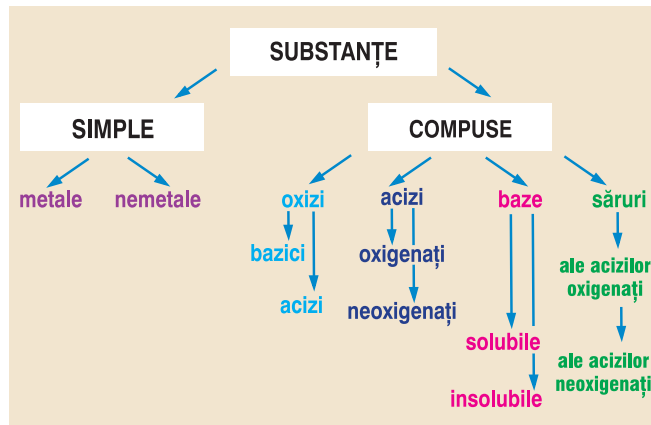 SUBSTANȚE
SIMPLE
COMPUSE
metale
nemetale
oxizi
acizi
baze
săruri
bazici
oxigenați
ale acizilor
oxigenați
acizi
neoxigenați
solubile
ale acizilor
neoxigenați
insolubile